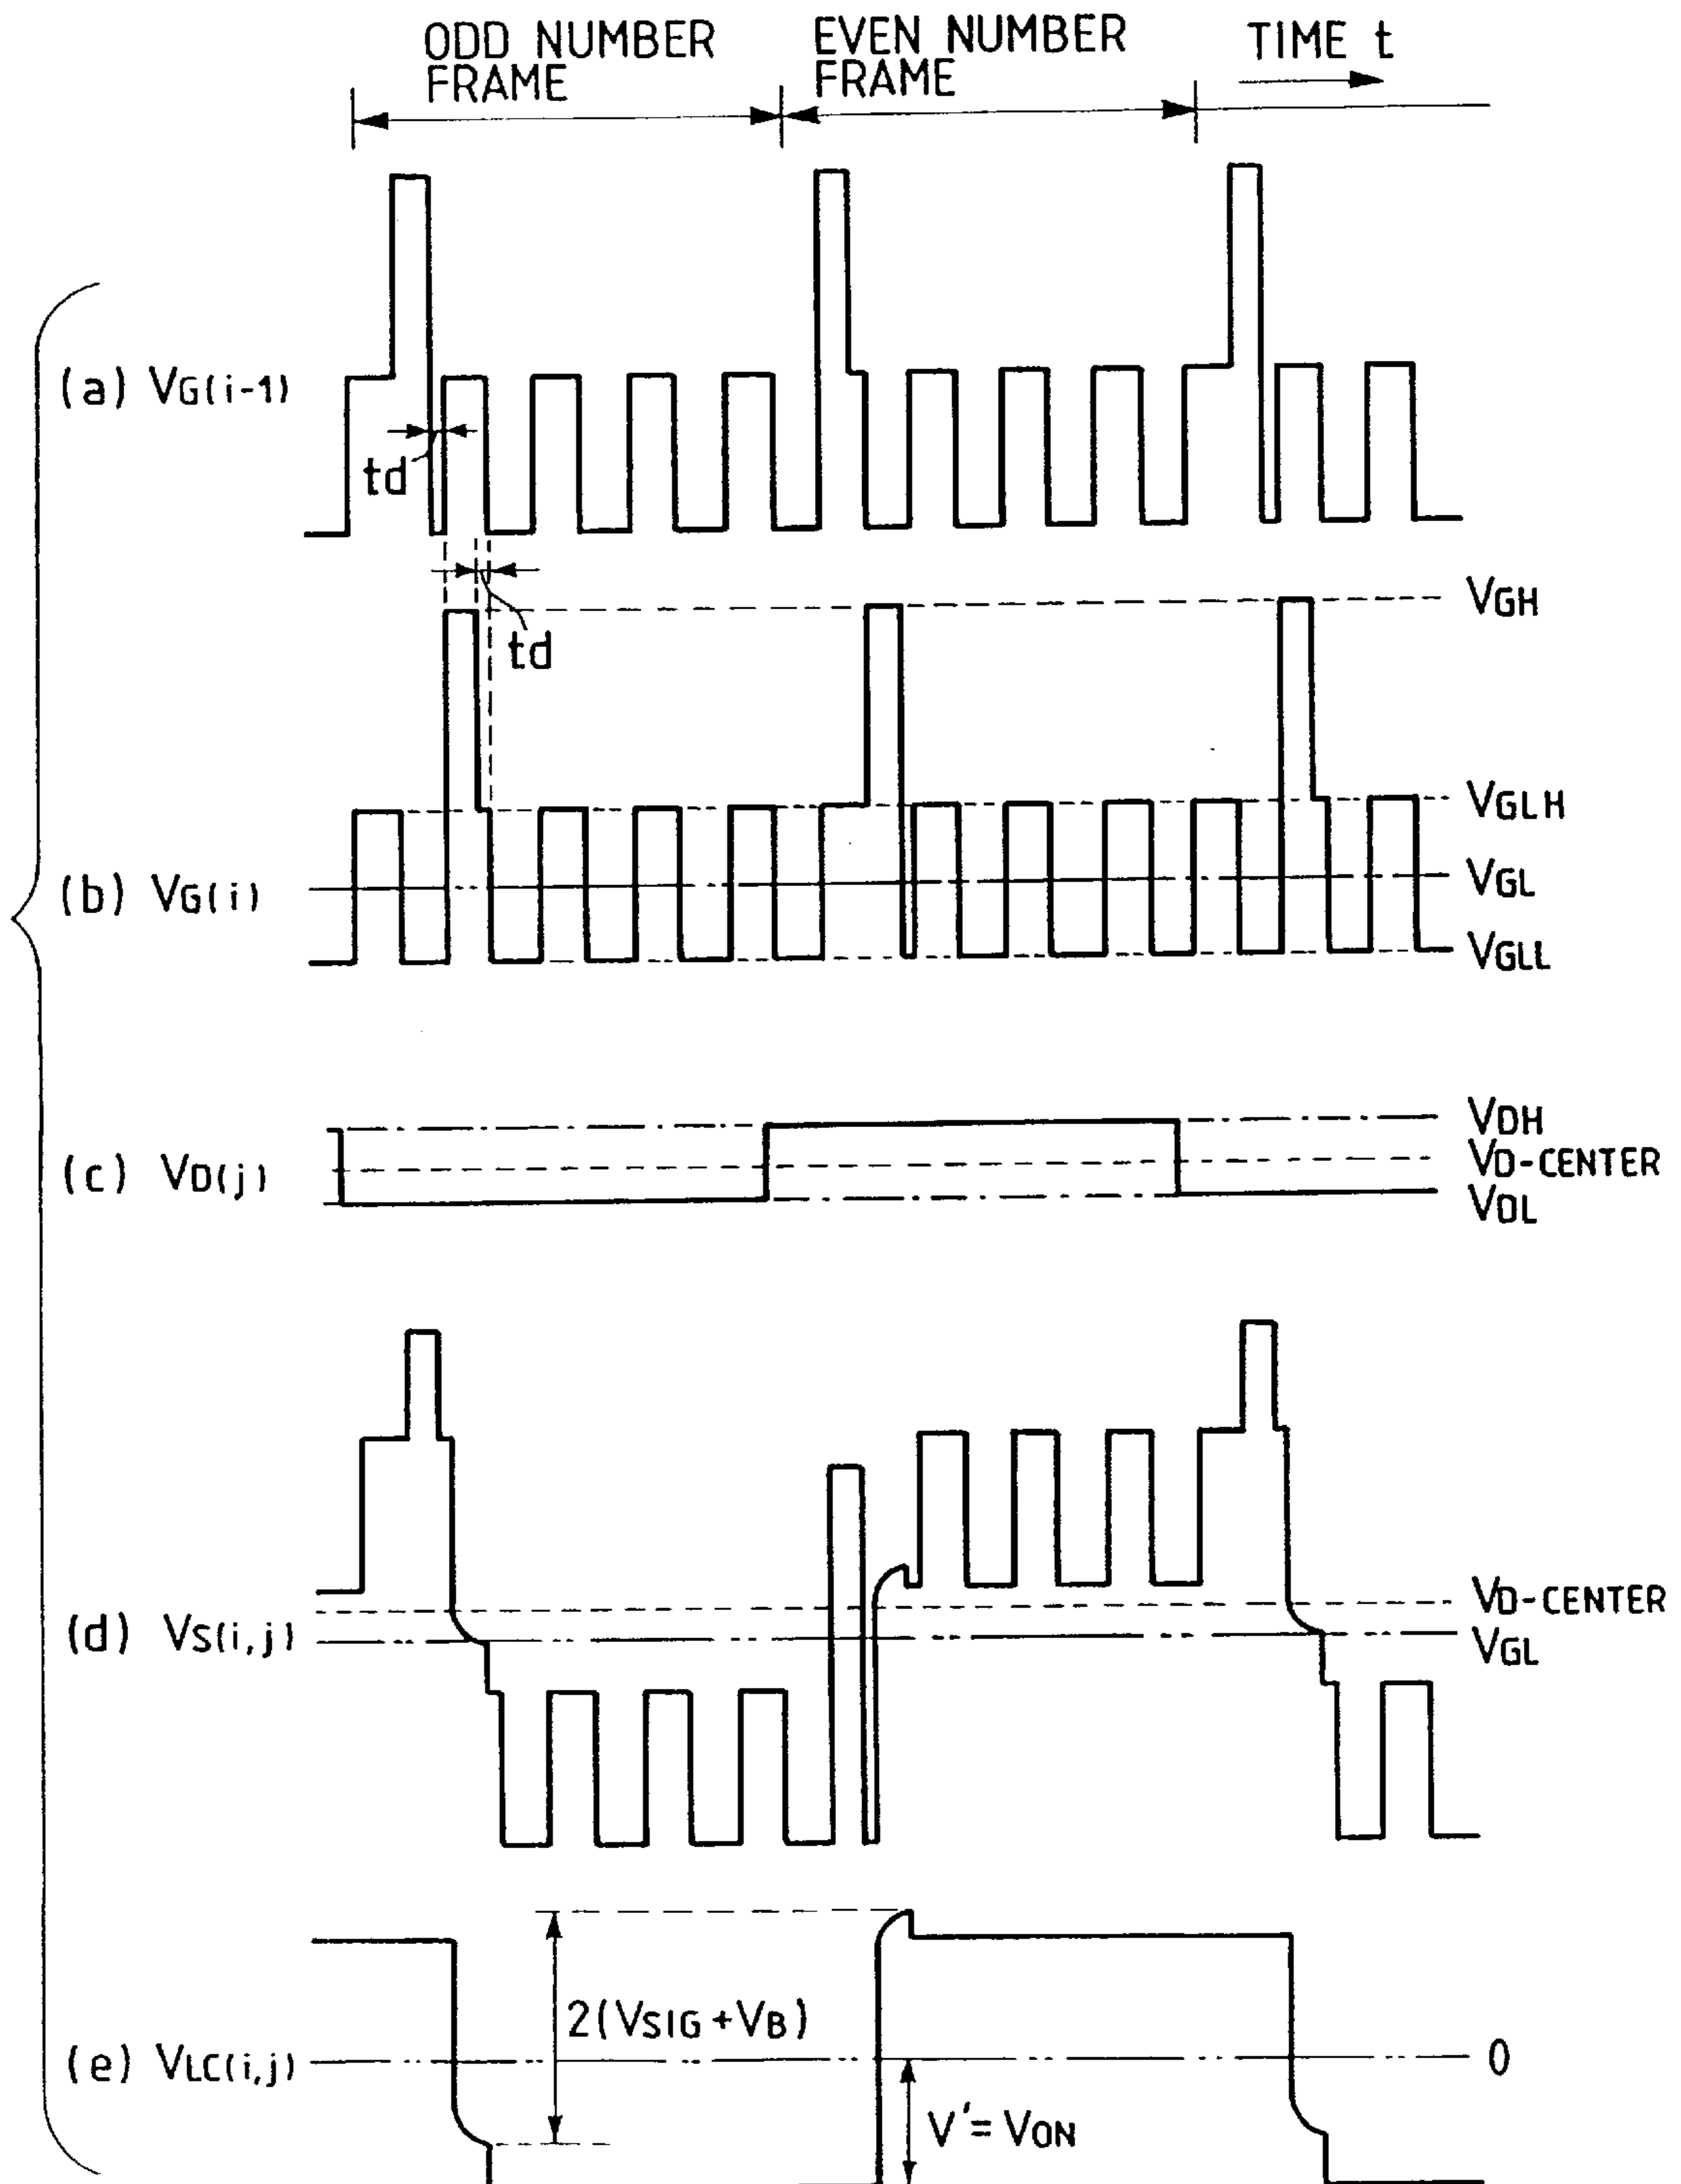 ODD NUMBER FRAME
EVEN NUMBER FRAME
TIME t
(a) VG(i-1)
td
td
VGH
VGLH
(b) VG(i)
VGL
VGLL
VDH
(c) VD(j)
VD-CENTER
VDL
VD-CENTER
(d) VS(i,j)
VGL
2(VSIG+VB)
(e) VLC(i,j)
0
V'=VON